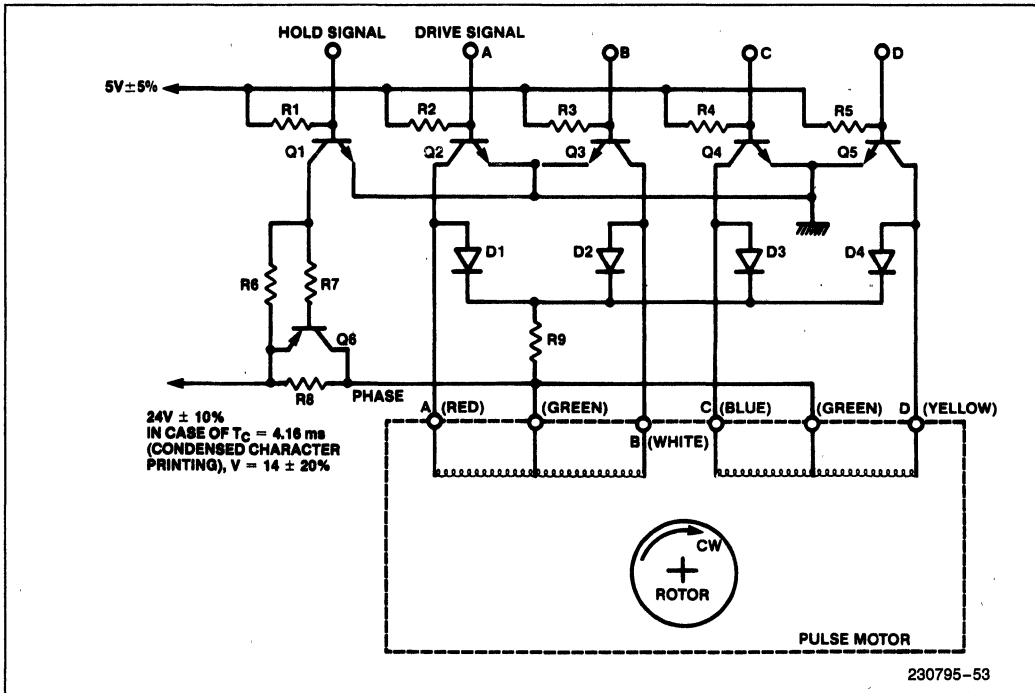 HOLD SIGNAL
DRIVE SIGNAL
A
B
C
D
5V ± 5%
R1
R2
R3
R4
R5
Q1
Q2
Q3
Q4
Q5
D1
D2
D3
D4
R6
R7
Q6
R9
R8
PHASE
24V ± 10%
IN CASE OF TC = 4.16 ms
(CONDENSED CHARACTER
PRINTING), V = 14 ± 20%
A (RED)
(GREEN)
B (WHITE)
C (BLUE)
(GREEN)
D (YELLOW)
CW
ROTOR
PULSE MOTOR
230795-53